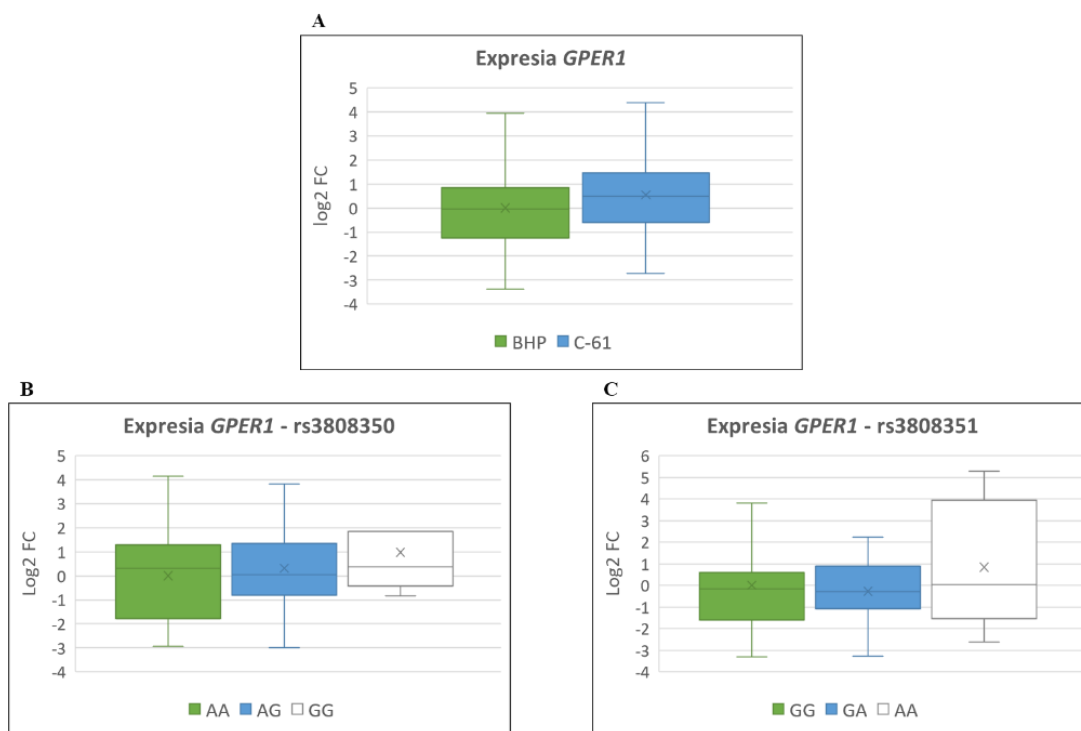 A
Expresia GPER1
log2 FC
5
4
3
2
1
0
-1
-2
-3
-4
BHP C-61
B
Expresia GPER1 - rs3808350
Log2 FC
5
4
3
2
1
0
-1
-2
-3
-4
AA AG GG
C
Expresia GPER1 - rs3808351
Log2 FC
6
5
4
3
2
1
0
-1
-2
-3
-4
GG GA AA